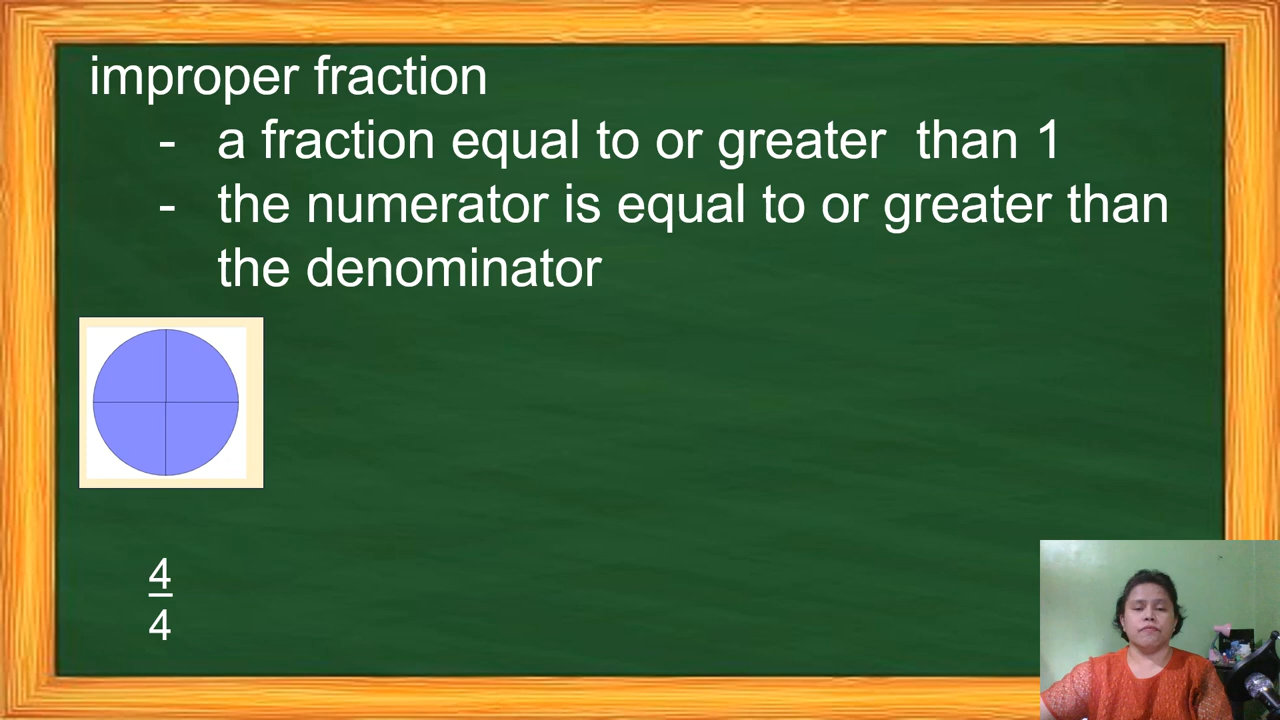 improper fraction
- a fraction equal to or greater than 1
- the numerator is equal to or greater than
the denominator
4
4